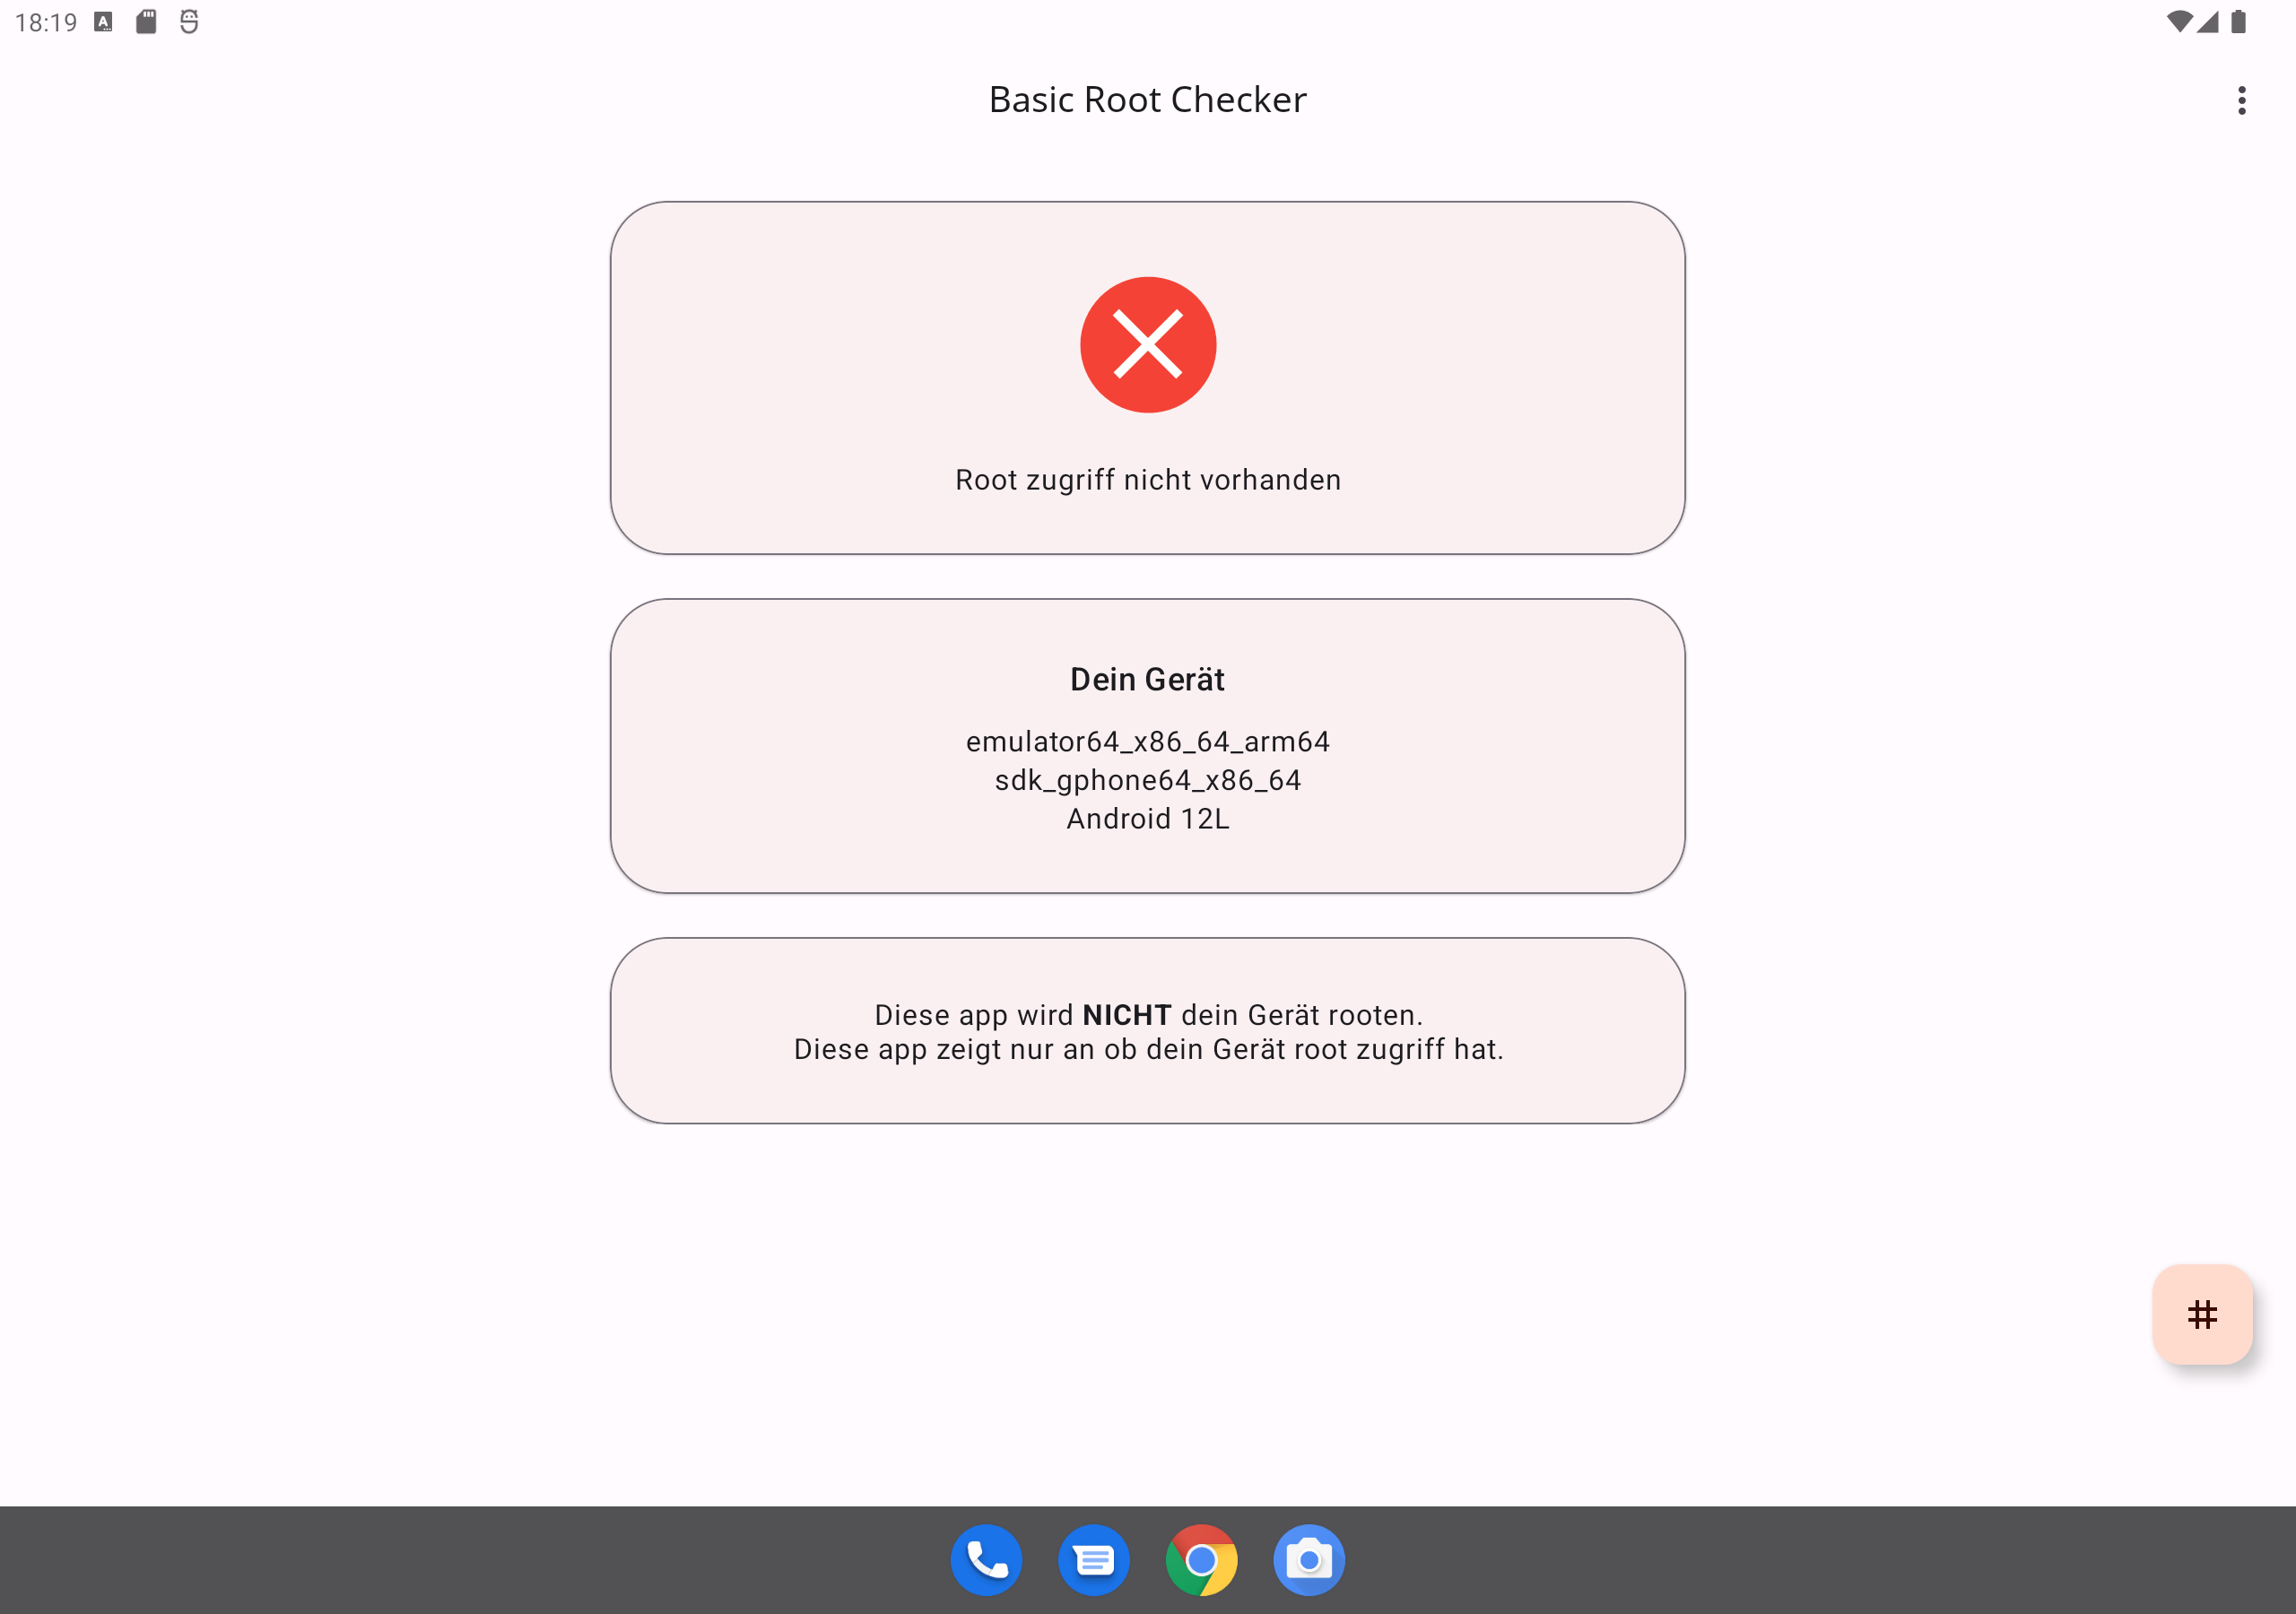 18:19
Basic Root Checker
Root zugriff nicht vorhanden
Dein Gerät
emulator64_x86_64_arm64
sdk_gphone64_x86_64
Android 12L
Diese app wird NICHT dein Gerät rooten.
Diese app zeigt nur an ob dein Gerät root zugriff hat.